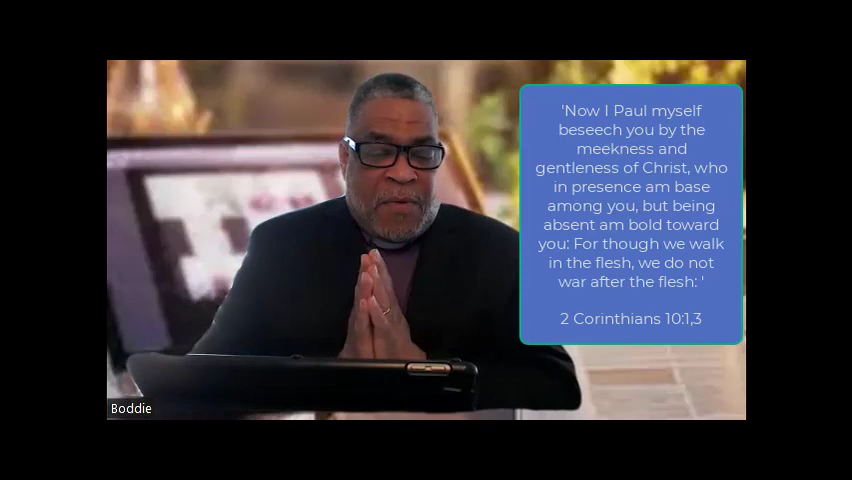 'Now I Paul myself
beseech you by the
meekness and
gentleness of Christ, who
in presence am base
among you, but being
absent am bold toward
you: For though we walk
in the flesh, we do not
war after the flesh: '
2 Corinthians 10:1,3
Boddie